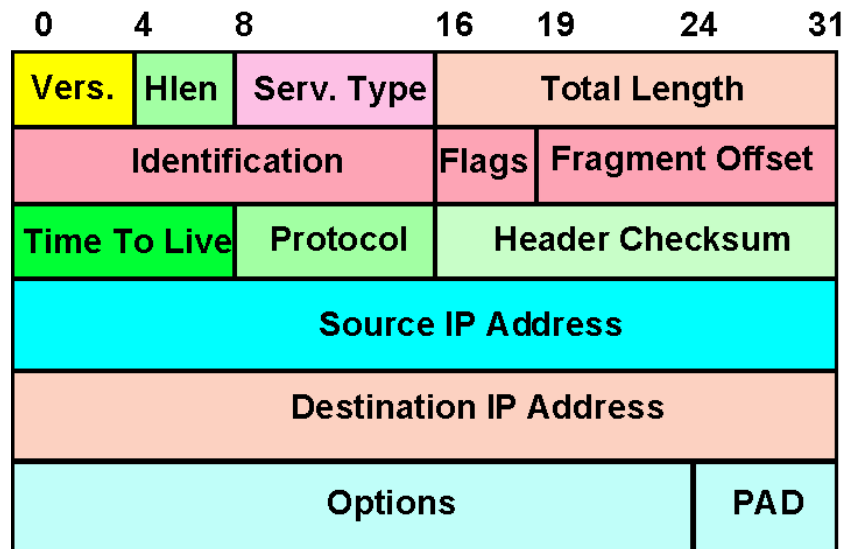 0 4 8 16 19 24 31
Vers. Hlen Serv. Type Total Length
Identification Flags Fragment Offset
Time To Live Protocol Header Checksum
Source IP Address
Destination IP Address
Options PAD